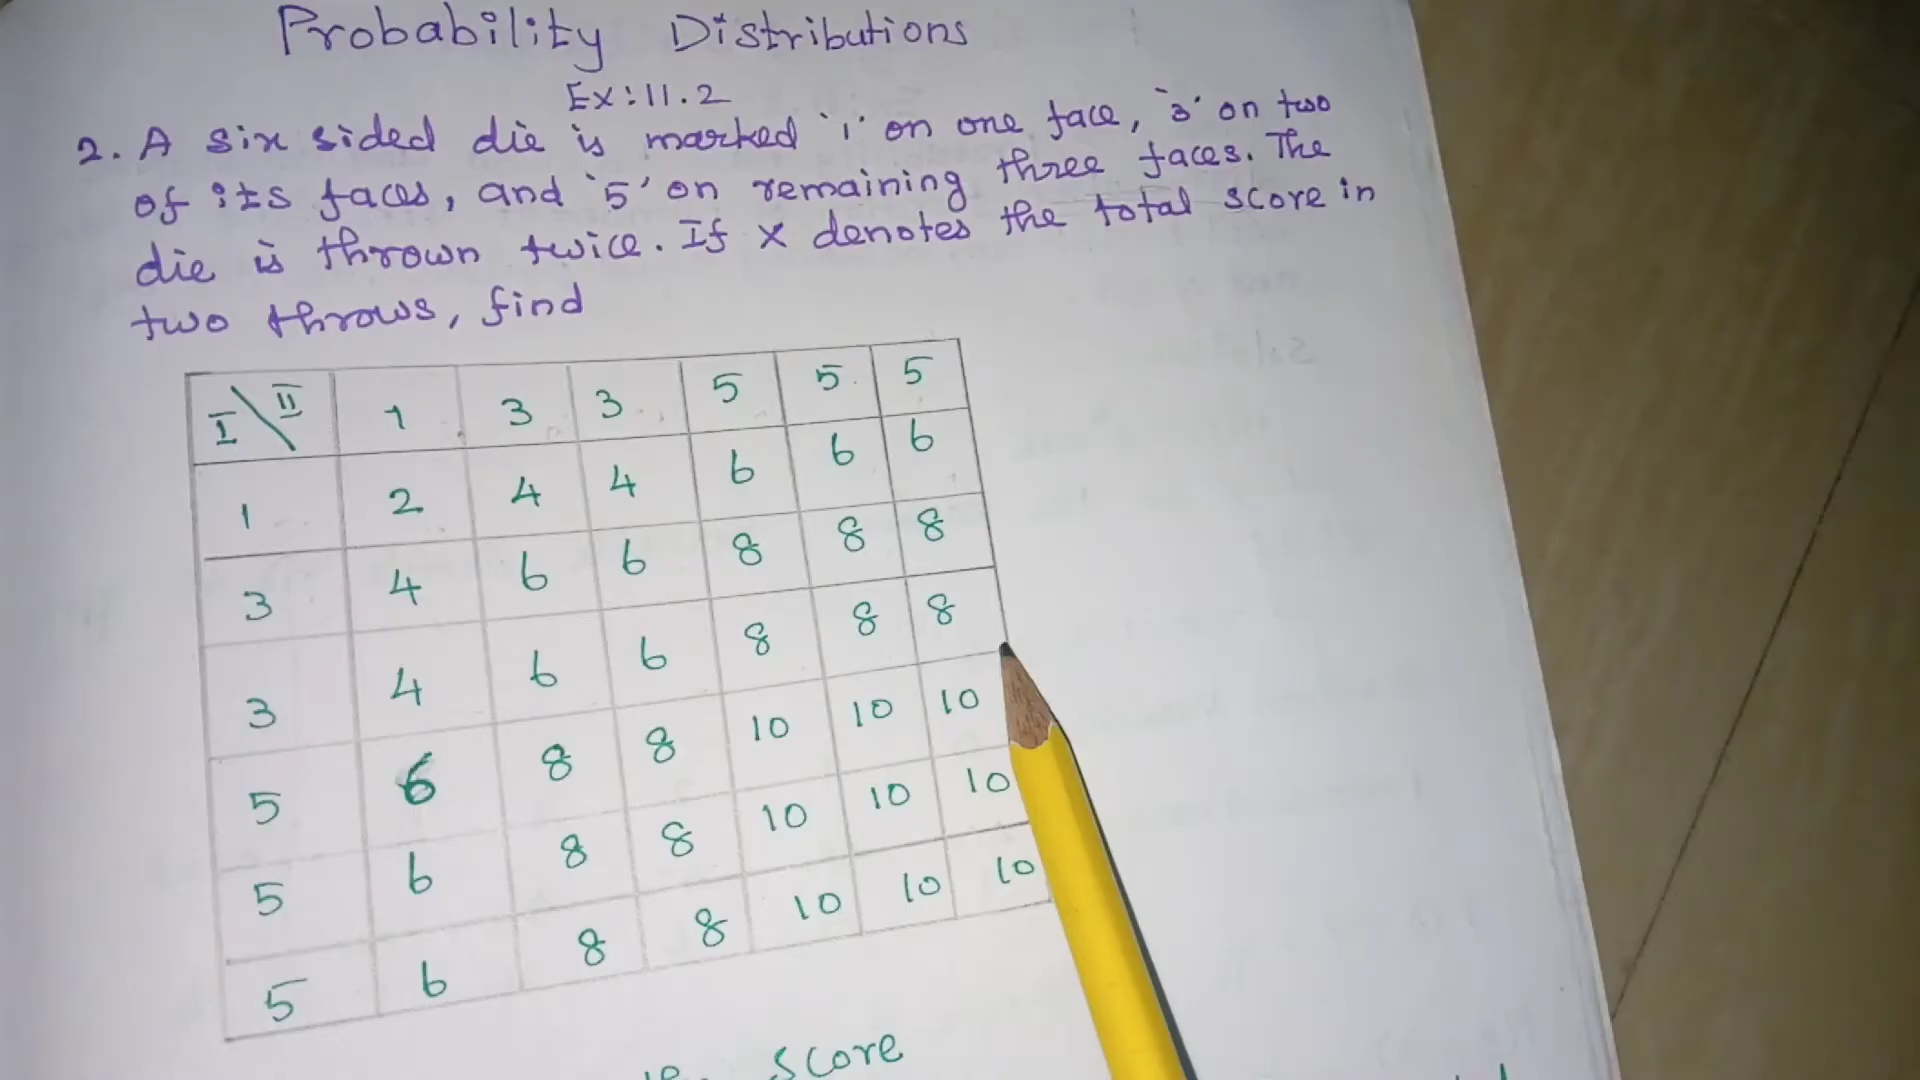 Probability Distributions
Ex: 11.2
2. A six sided die is marked '1' on one face, '3' on two
of its faces, and '5' on remaining three faces. The
die is thrown twice. If X denotes the total score in
two throws, find
I \ II 1 3 3 5 5 5
1 2 4 4 6 6 6
3 4 6 6 8 8 8
3 4 6 6 8 8 8
5 6 8 8 10 10 10
5 6 8 8 10 10 10
5 6 8 8 10 10 10
score